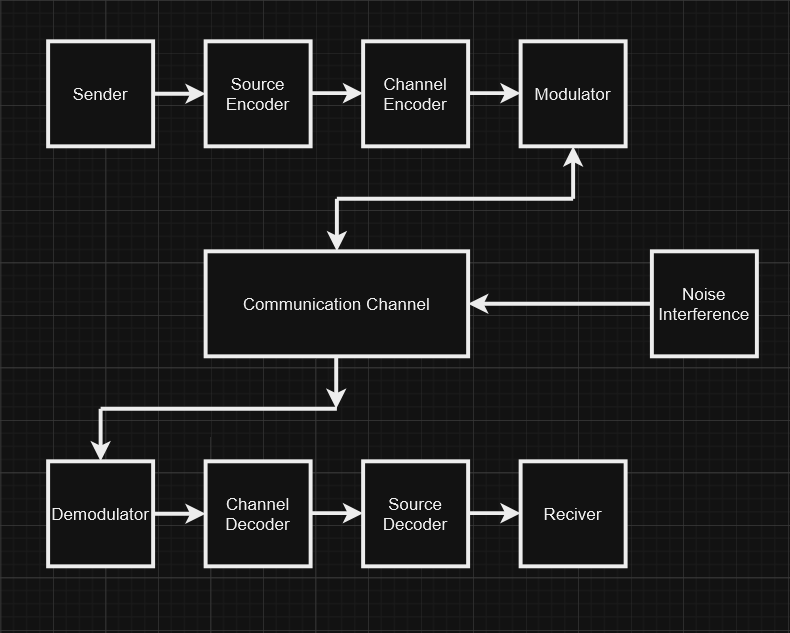 Sender
Source
Encoder
Channel
Encoder
Modulator
Communication Channel
Noise
Interference
Demodulator
Channel
Decoder
Source
Decoder
Reciver